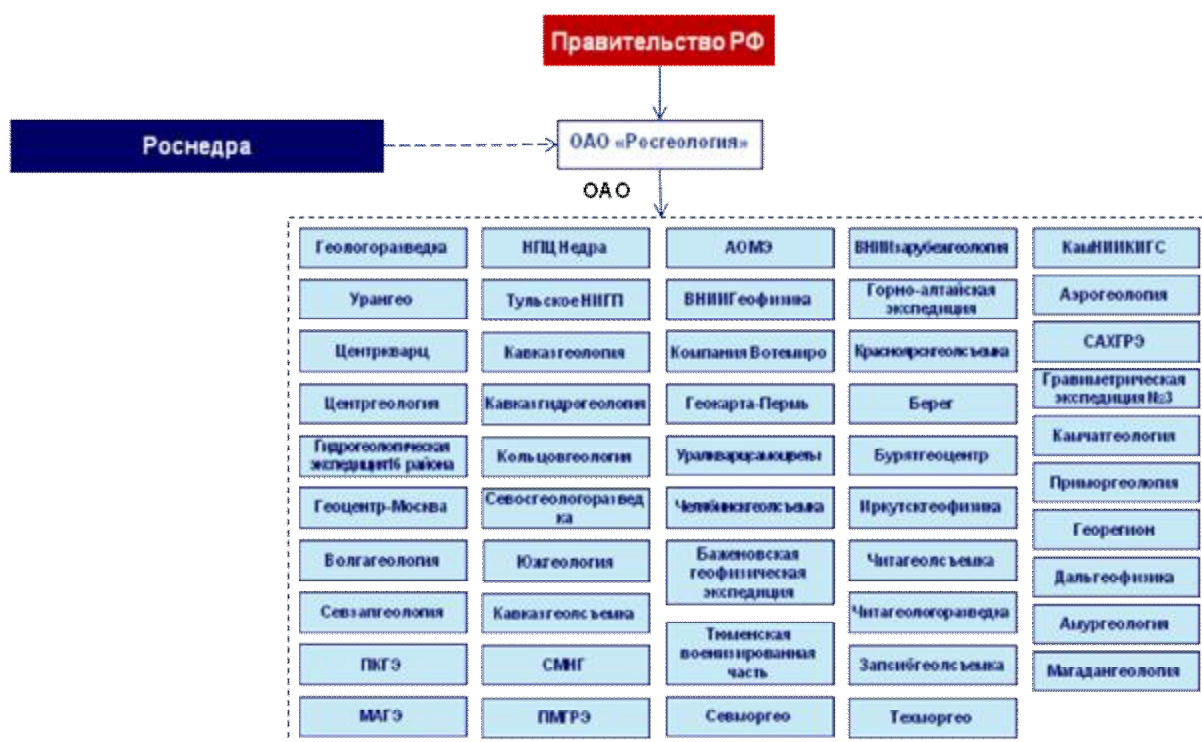 Правительство РФ
Роснедра
ОАО «Росгеология»
ОАО
Геологоразведка
Урангео
Центркварц
Центргеология
Гидрогеологическая
экспедиция16 района
Геоцентр-Москва
Волгагеология
Севзапгеология
ПКГЭ
МАГЭ
НПЦ Недра
Тульское НИГП
Кавказгеология
Кавказгидрогеология
Кольцовгеология
Севосгеологоразвед
ка
Южгеология
Кавказгеолсъемка
СМНГ
ПМГРЭ
АОМЭ
ВНИИГеофизика
Компания Вотемиро
Геокарта-Пермь
Уралкварцсамоцветы
Челябинскгеолсъемка
Баженовская
геофизическая
экспедиция
Тюменская
военизированная
часть
Севморгео
ВНИИзарубежгеология
Горно-алтайская
экспедиция
Красноярскгеолсъемка
Берег
Бурятгеоцентр
Иркутскгеофизика
Читагеолсъемка
Читагеологоразведка
Запсибгеолсъемка
Техморгео
КамНИИКИГС
Аэрогеология
САХГРЭ
Гравиметрическая
экспедиция №3
Камчатгеология
Приморгеология
Георегион
Дальгеофизика
Амургеология
Магадангеология